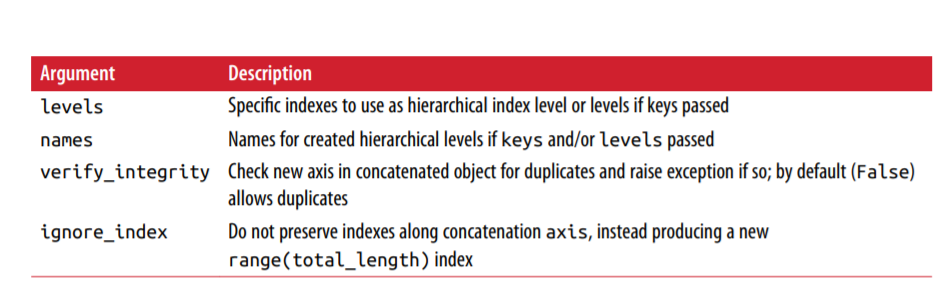 Argument Description
levels Specific indexes to use as hierarchical index level or levels if keys passed
names Names for created hierarchical levels if keys and/or levels passed
verify_integrity Check new axis in concatenated object for duplicates and raise exception if so; by default (False)
allows duplicates
ignore_index Do not preserve indexes along concatenation axis, instead producing a new
range(total_length) index